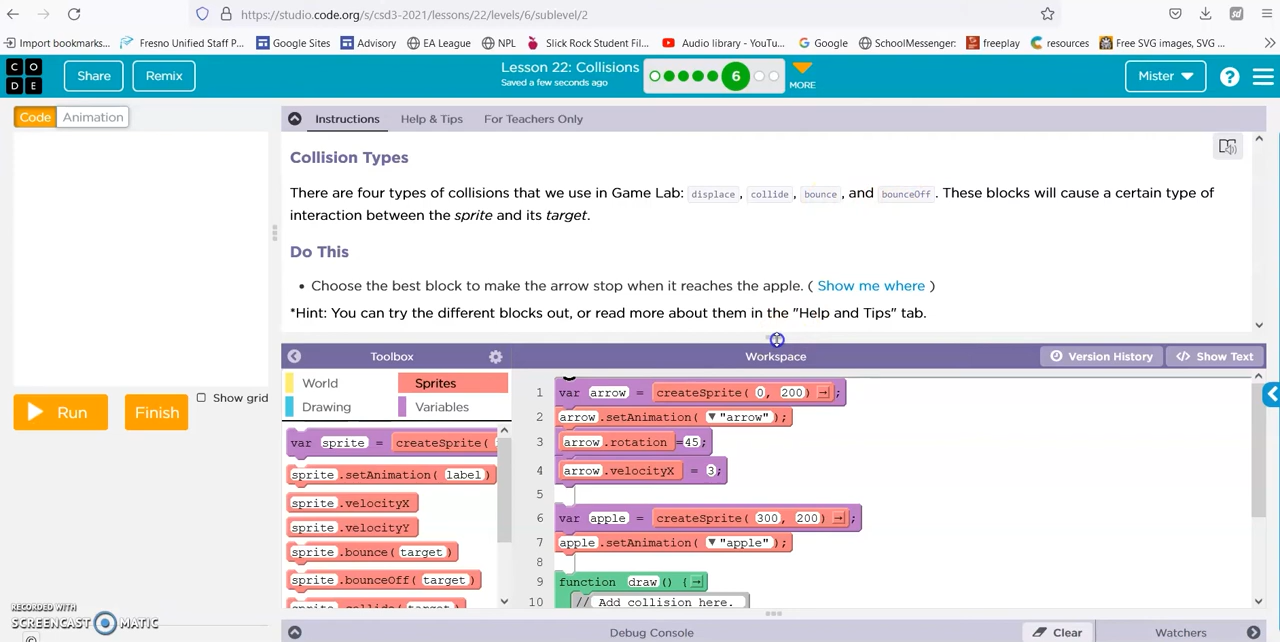 https://studio.code.org/s/csd3-2021/lessons/22/levels/6/sublevel/2
Import bookmarks... Fresno Unified Staff P... Google Sites Advisory EA League NPL Slick Rock Student Fil... Audio library - YouTu... Google SchoolMessenger: freeplay resources Free SVG images, SVG ...
CODE Share Remix Lesson 22: Collisions 6 MORE Mister ?
Saved a few seconds ago
Code Animation Instructions Help & Tips For Teachers Only
Collision Types
There are four types of collisions that we use in Game Lab: displace, collide, bounce, and bounceOff. These blocks will cause a certain type of
interaction between the sprite and its target.
Do This
• Choose the best block to make the arrow stop when it reaches the apple. ( Show me where )
*Hint: You can try the different blocks out, or read more about them in the "Help and Tips" tab.
Toolbox Workspace Version History </> Show Text
World Sprites
Drawing Variables
Run Finish Show grid
var sprite = createSprite(
sprite.setAnimation( label)
sprite.velocityX
sprite.velocityY
sprite.bounce( target)
sprite.bounceOff( target)
sprite.collide( target)
1 var arrow = createSprite( 0, 200) → ;
2 arrow.setAnimation( ▼ "arrow");
3 arrow.rotation =45;
4 arrow.velocityX = 3;
5
6 var apple = createSprite( 300, 200) → ;
7 apple.setAnimation( ▼ "apple");
8
9 function draw() { →
10 // Add collision here.
RECORDED WITH
SCREENCAST MATIC
Debug Console Clear Watchers